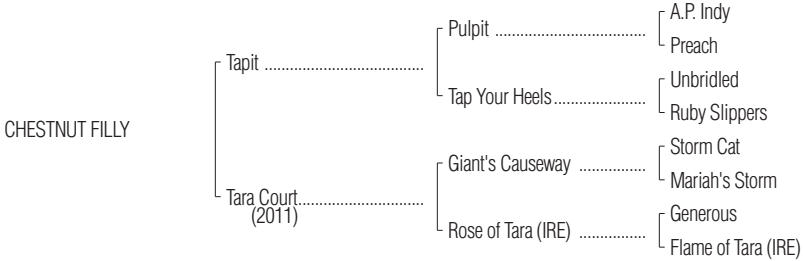 A.P. Indy
Pulpit ....................................
Preach
Tapit ......................................
Unbridled
Tap Your Heels......................
Ruby Slippers
CHESTNUT FILLY
Storm Cat
Giant's Causeway ................
Mariah's Storm
Tara Court..............................
(2011)
Generous
Rose of Tara (IRE) ................
Flame of Tara (IRE)